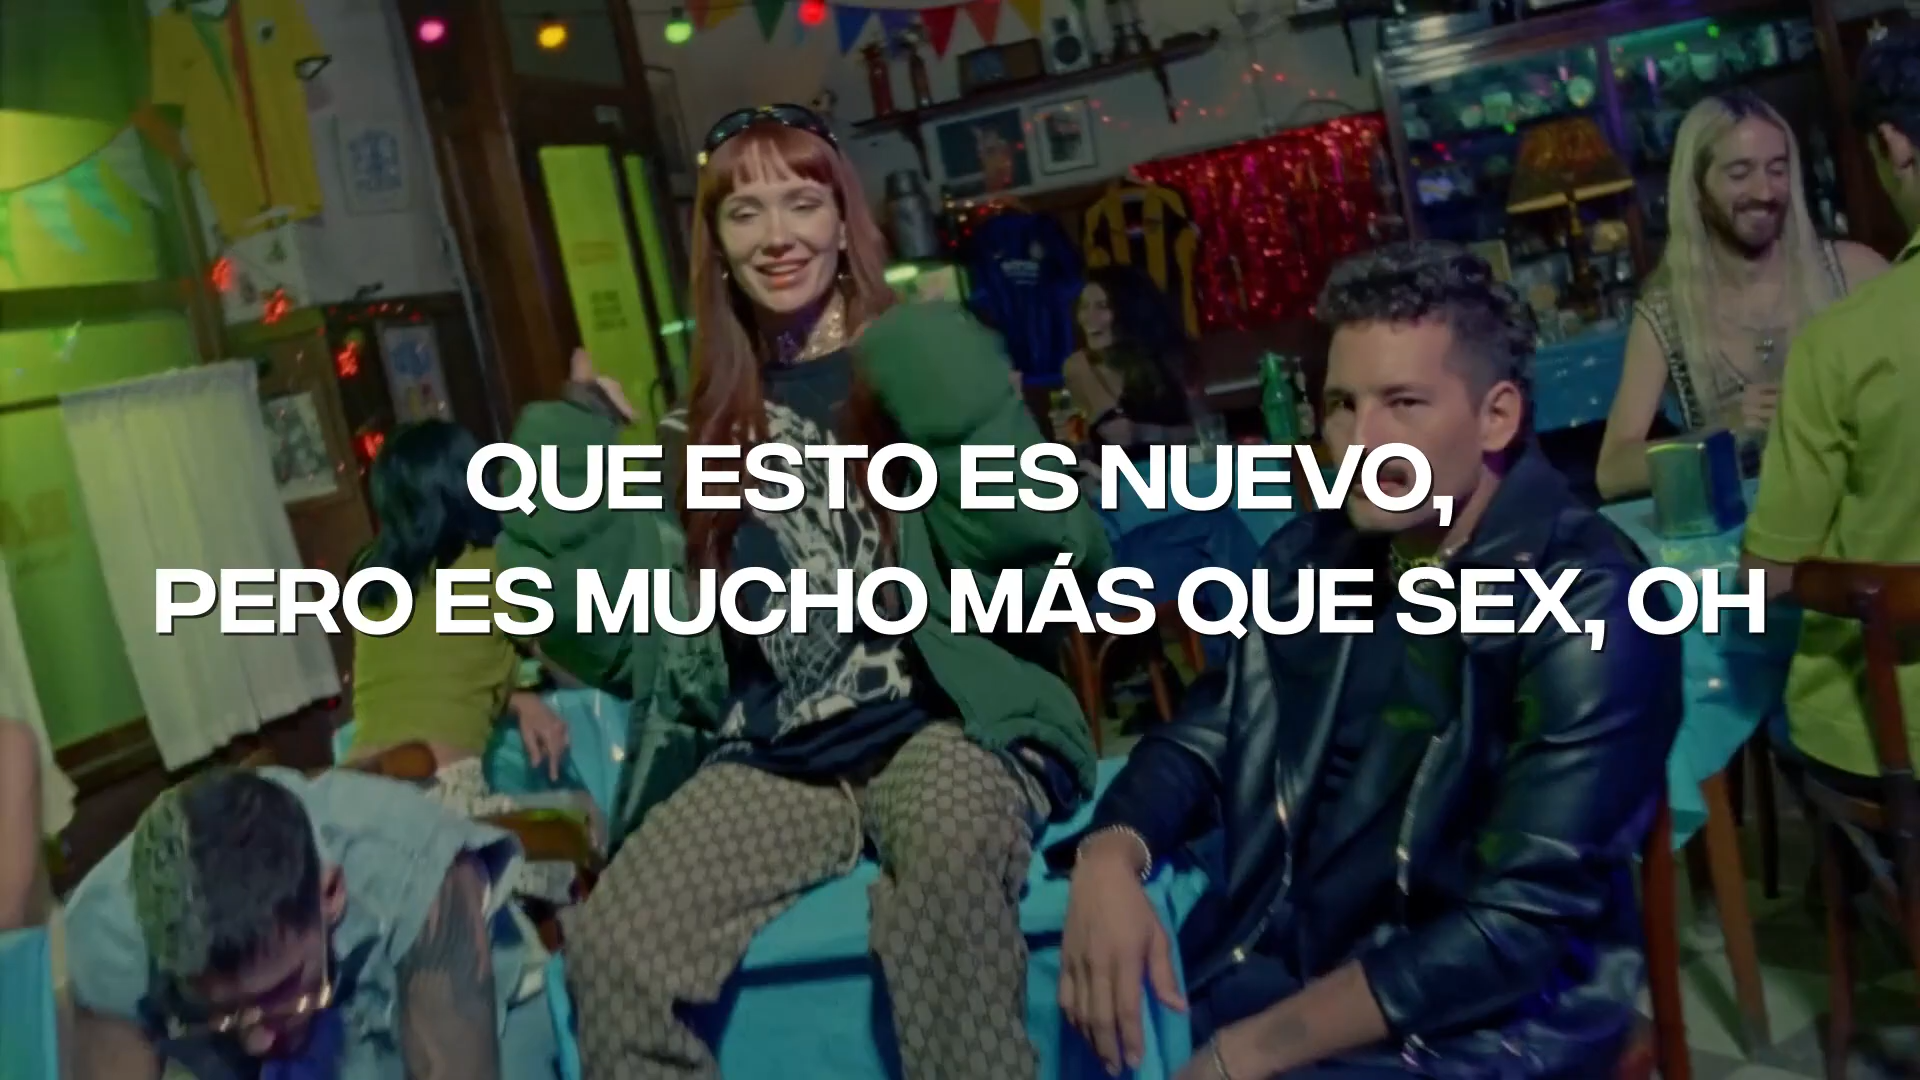 QUE ESTO ES NUEVO,
PERO ES MUCHO MÁS QUE SEX, OH